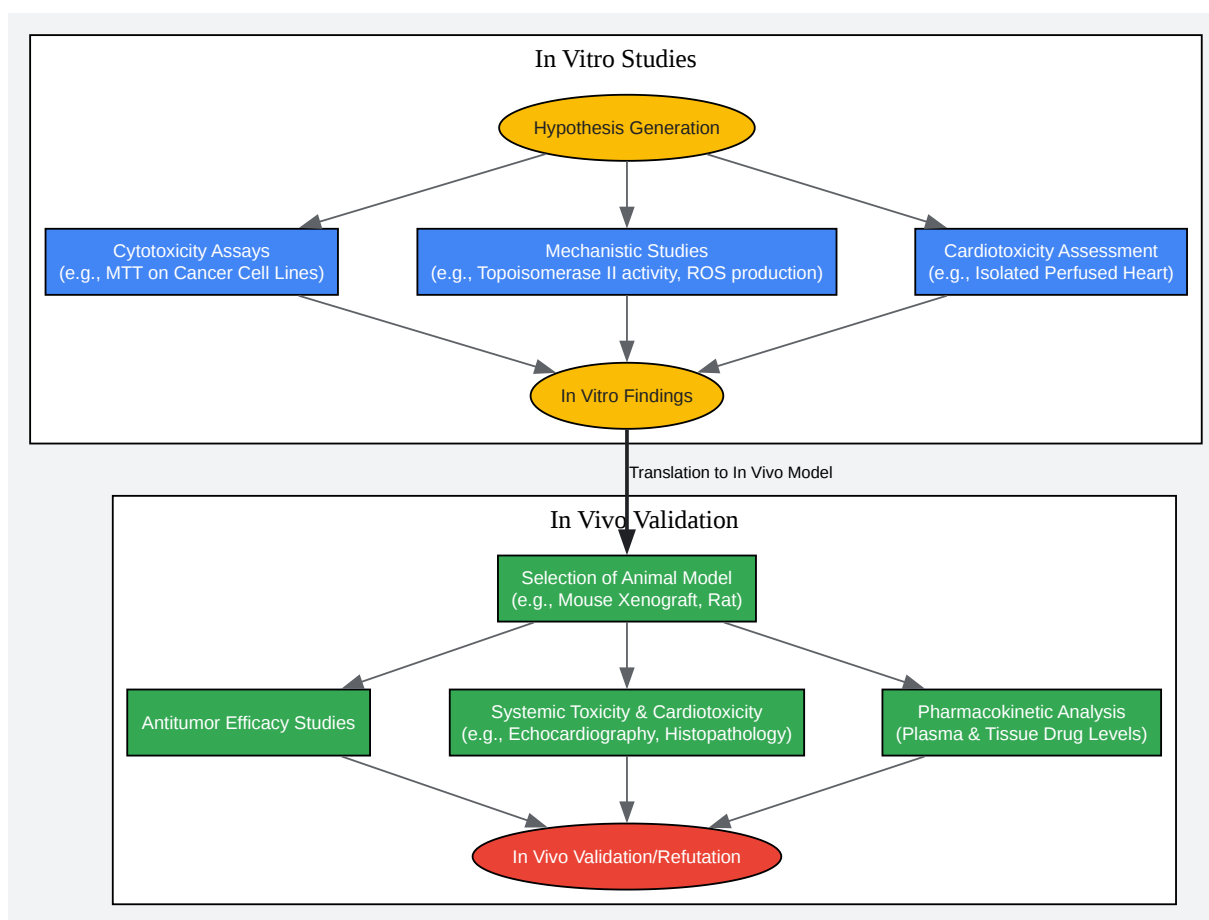 In Vitro Studies
Hypothesis Generation
Cytotoxicity Assays
(e.g., MTT on Cancer Cell Lines)
Mechanistic Studies
(e.g., Topoisomerase II activity, ROS production)
Cardiotoxicity Assessment
(e.g., Isolated Perfused Heart)
In Vitro Findings
Translation to In Vivo Model
In Vivo Validation
Selection of Animal Model
(e.g., Mouse Xenograft, Rat)
Antitumor Efficacy Studies
Systemic Toxicity & Cardiotoxicity
(e.g., Echocardiography, Histopathology)
Pharmacokinetic Analysis
(Plasma & Tissue Drug Levels)
In Vivo Validation/Refutation